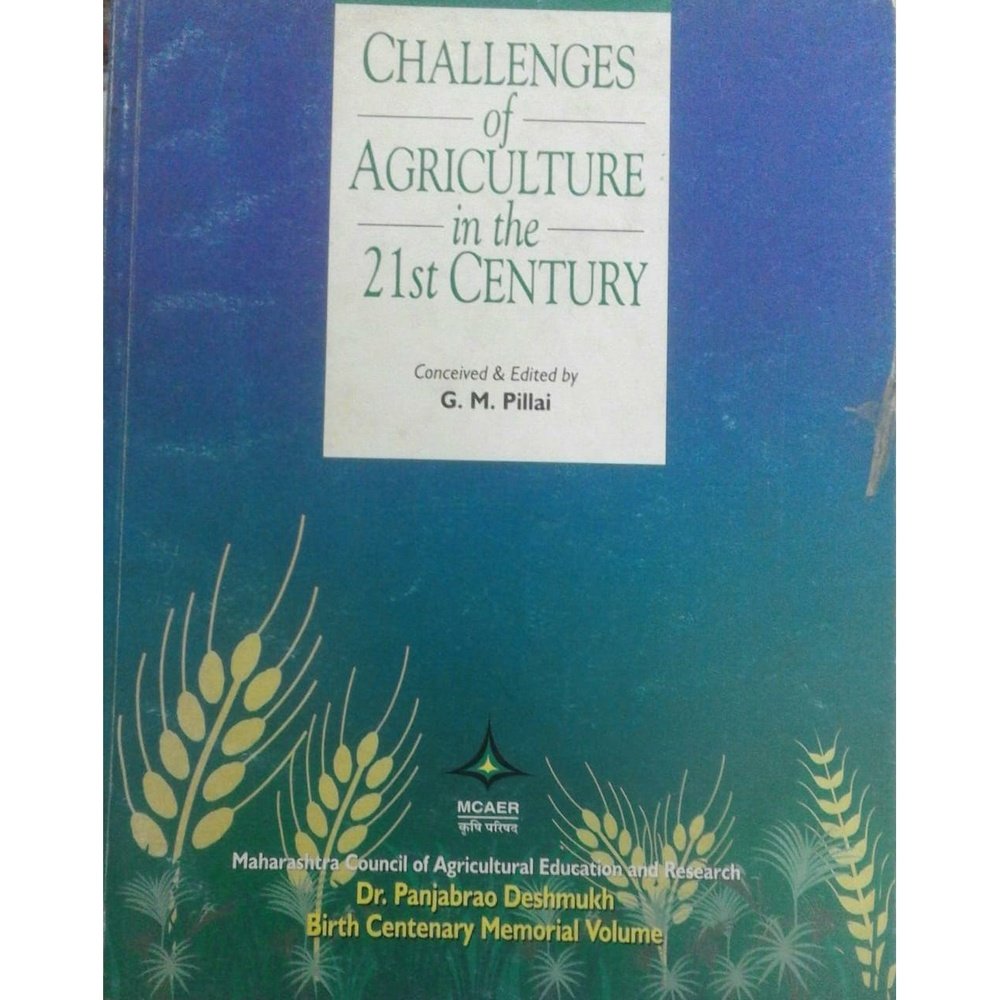 CHALLENGES
of
AGRICULTURE
in the
21st CENTURY
Conceived & Edited by
G. M. Pillai
MCAER
कृषि परिषद
Maharashtra Council of Agricultural Education and Research
Dr. Panjabrao Deshmukh
Birth Centenary Memorial Volume